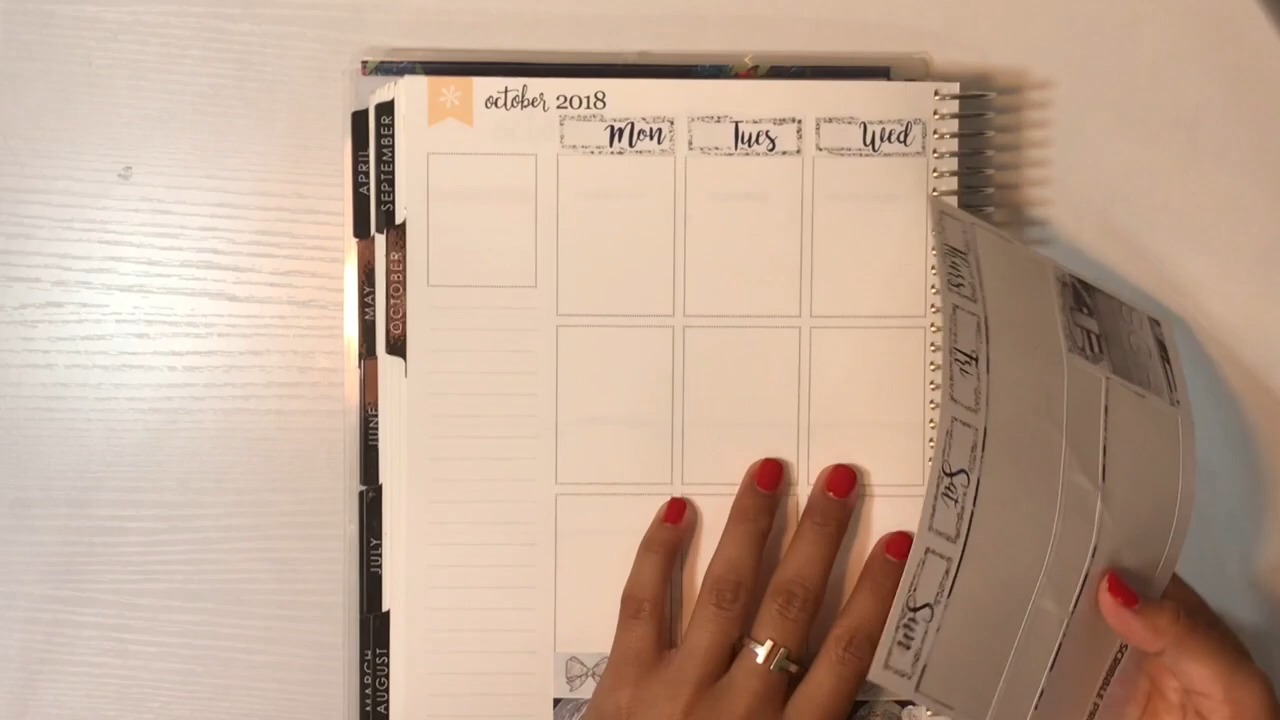 october 2018
Mon Tues Wed
APRIL
SEPTEMBER
MAY
OCTOBER
JUNE
JULY
MARCH
AUGUST
Thurs
Fri
Sat
Sun